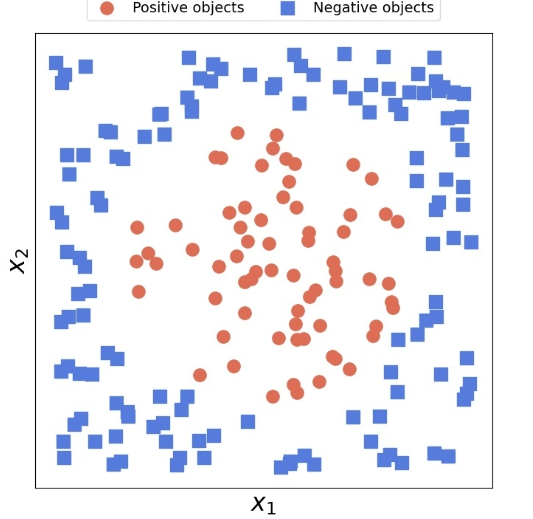 Positive objects
Negative objects
x₂
x₁